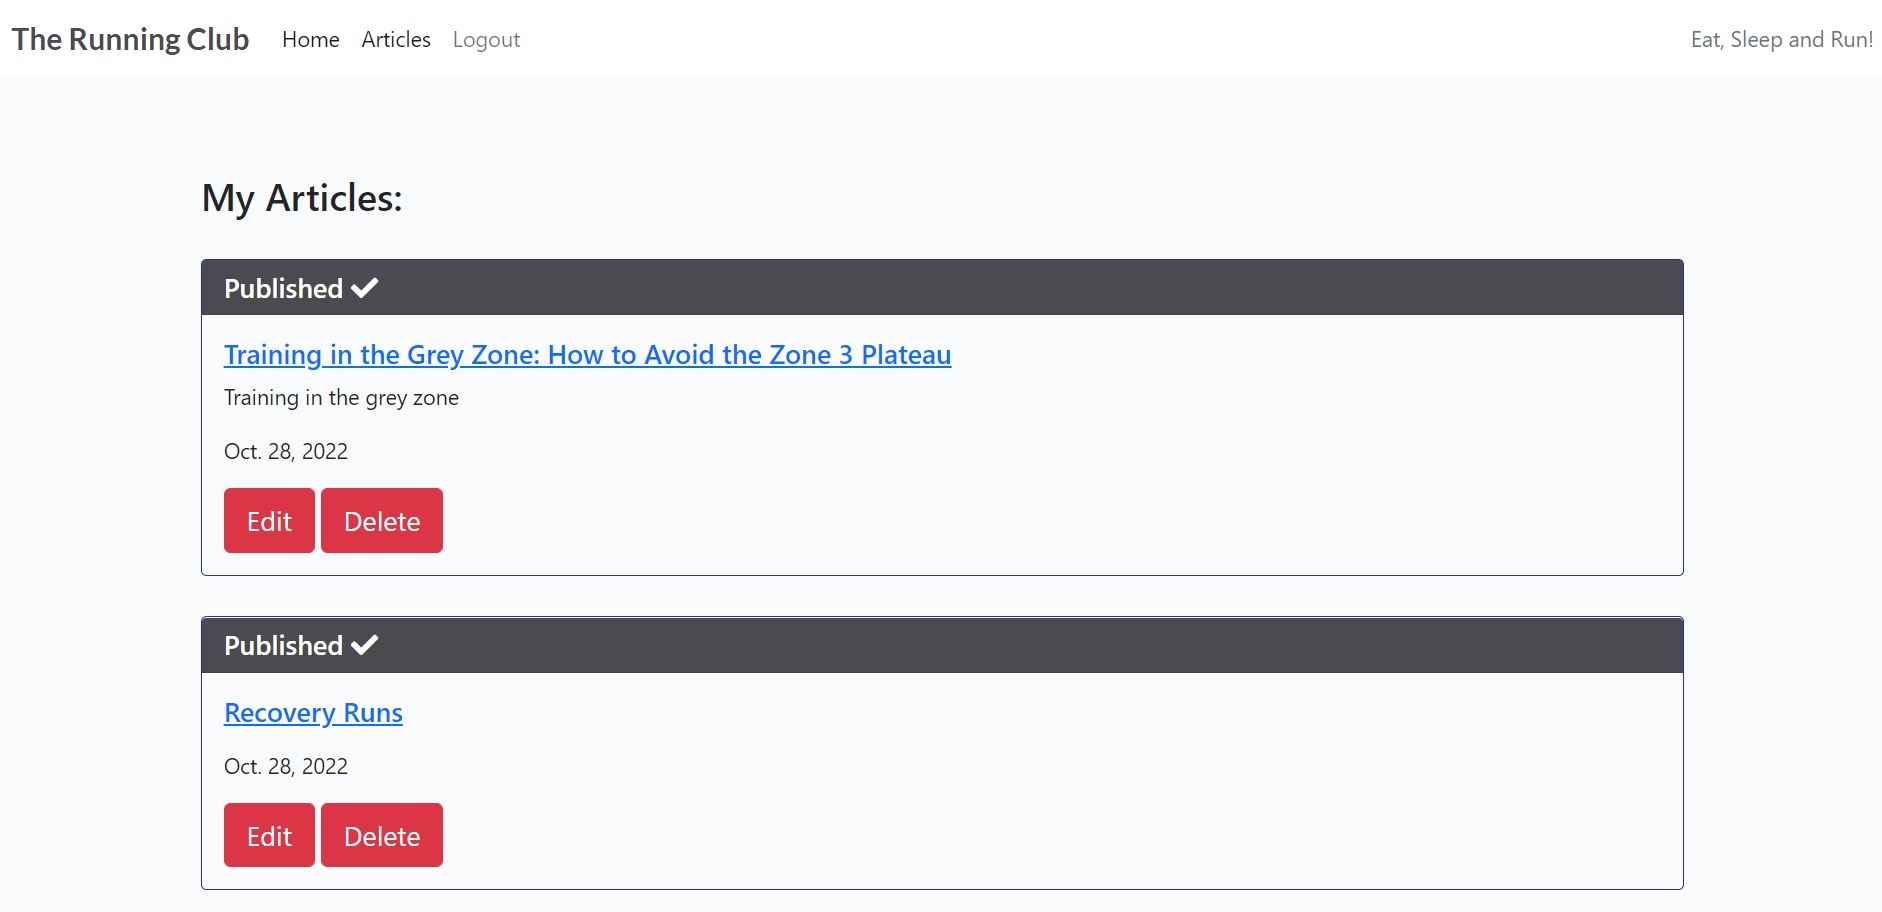 The Running Club Home Articles Logout Eat, Sleep and Run!
My Articles:
Published
Training in the Grey Zone: How to Avoid the Zone 3 Plateau
Training in the grey zone
Oct. 28, 2022
Edit Delete
Published
Recovery Runs
Oct. 28, 2022
Edit Delete